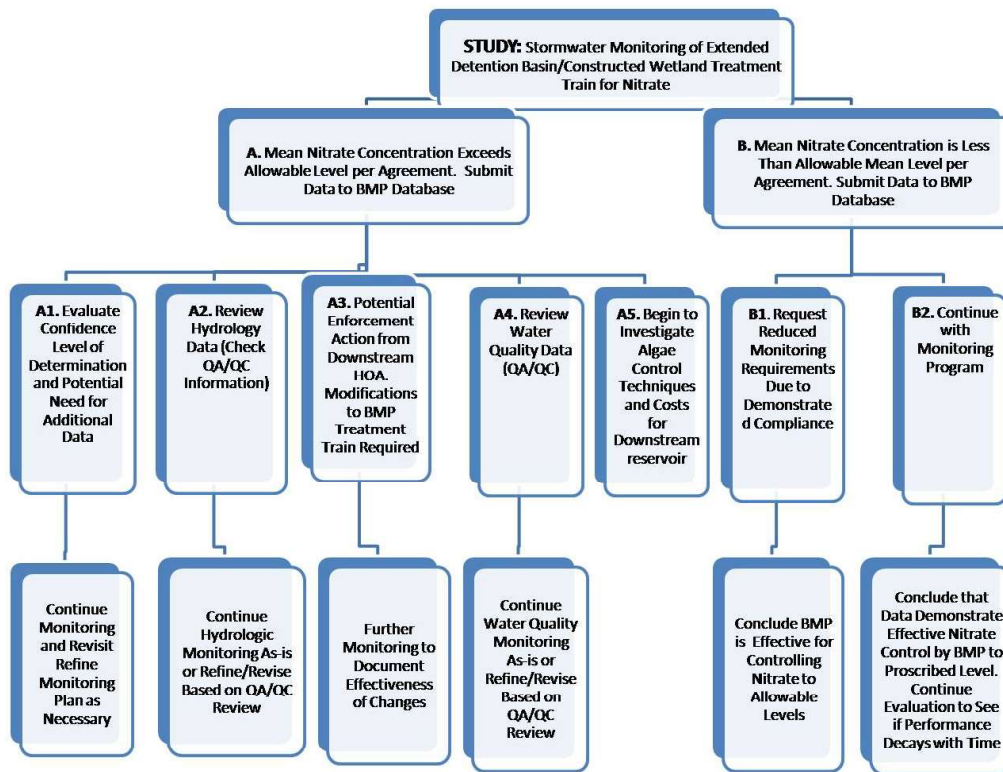 STUDY: Stormwater Monitoring of Extended
Detention Basin/Constructed Wetland Treatment
Train for Nitrate
A. Mean Nitrate Concentration Exceeds
Allowable Level per Agreement. Submit
Data to BMP Database
B. Mean Nitrate Concentration is Less
Than Allowable Mean Level per
Agreement. Submit Data to BMP
Database
A1. Evaluate
Confidence
Level of
Determination
and Potential
Need for
Additional
Data
A2. Review
Hydrology
Data (Check
QA/QC
Information)
A3. Potential
Enforcement
Action from
Downstream
HOA.
Modifications
to BMP
Treatment
Train Required
A4. Review
Water
Quality Data
(QA/QC)
A5. Begin to
Investigate
Algae
Control
Techniques
and Costs
for
Downstream
reservoir
B1. Request
Reduced
Monitoring
Requirements
Due to
Demonstrate
d Compliance
B2. Continue
with
Monitoring
Program
Continue
Monitoring
and Revisit
Refine
Monitoring
Plan as
Necessary
Continue
Hydrologic
Monitoring As-is
or Refine/Revise
Based on QA/QC
Review
Further
Monitoring to
Document
Effectiveness
of Changes
Continue
Water Quality
Monitoring
As-is or
Refine/Revise
Based on
QA/QC
Review
Conclude BMP
is Effective for
Controlling
Nitrate to
Allowable
Levels
Conclude that
Data Demonstrate
Effective Nitrate
Control by BMP to
Proscribed Level.
Continue
Evaluation to See
if Performance
Decays with Time